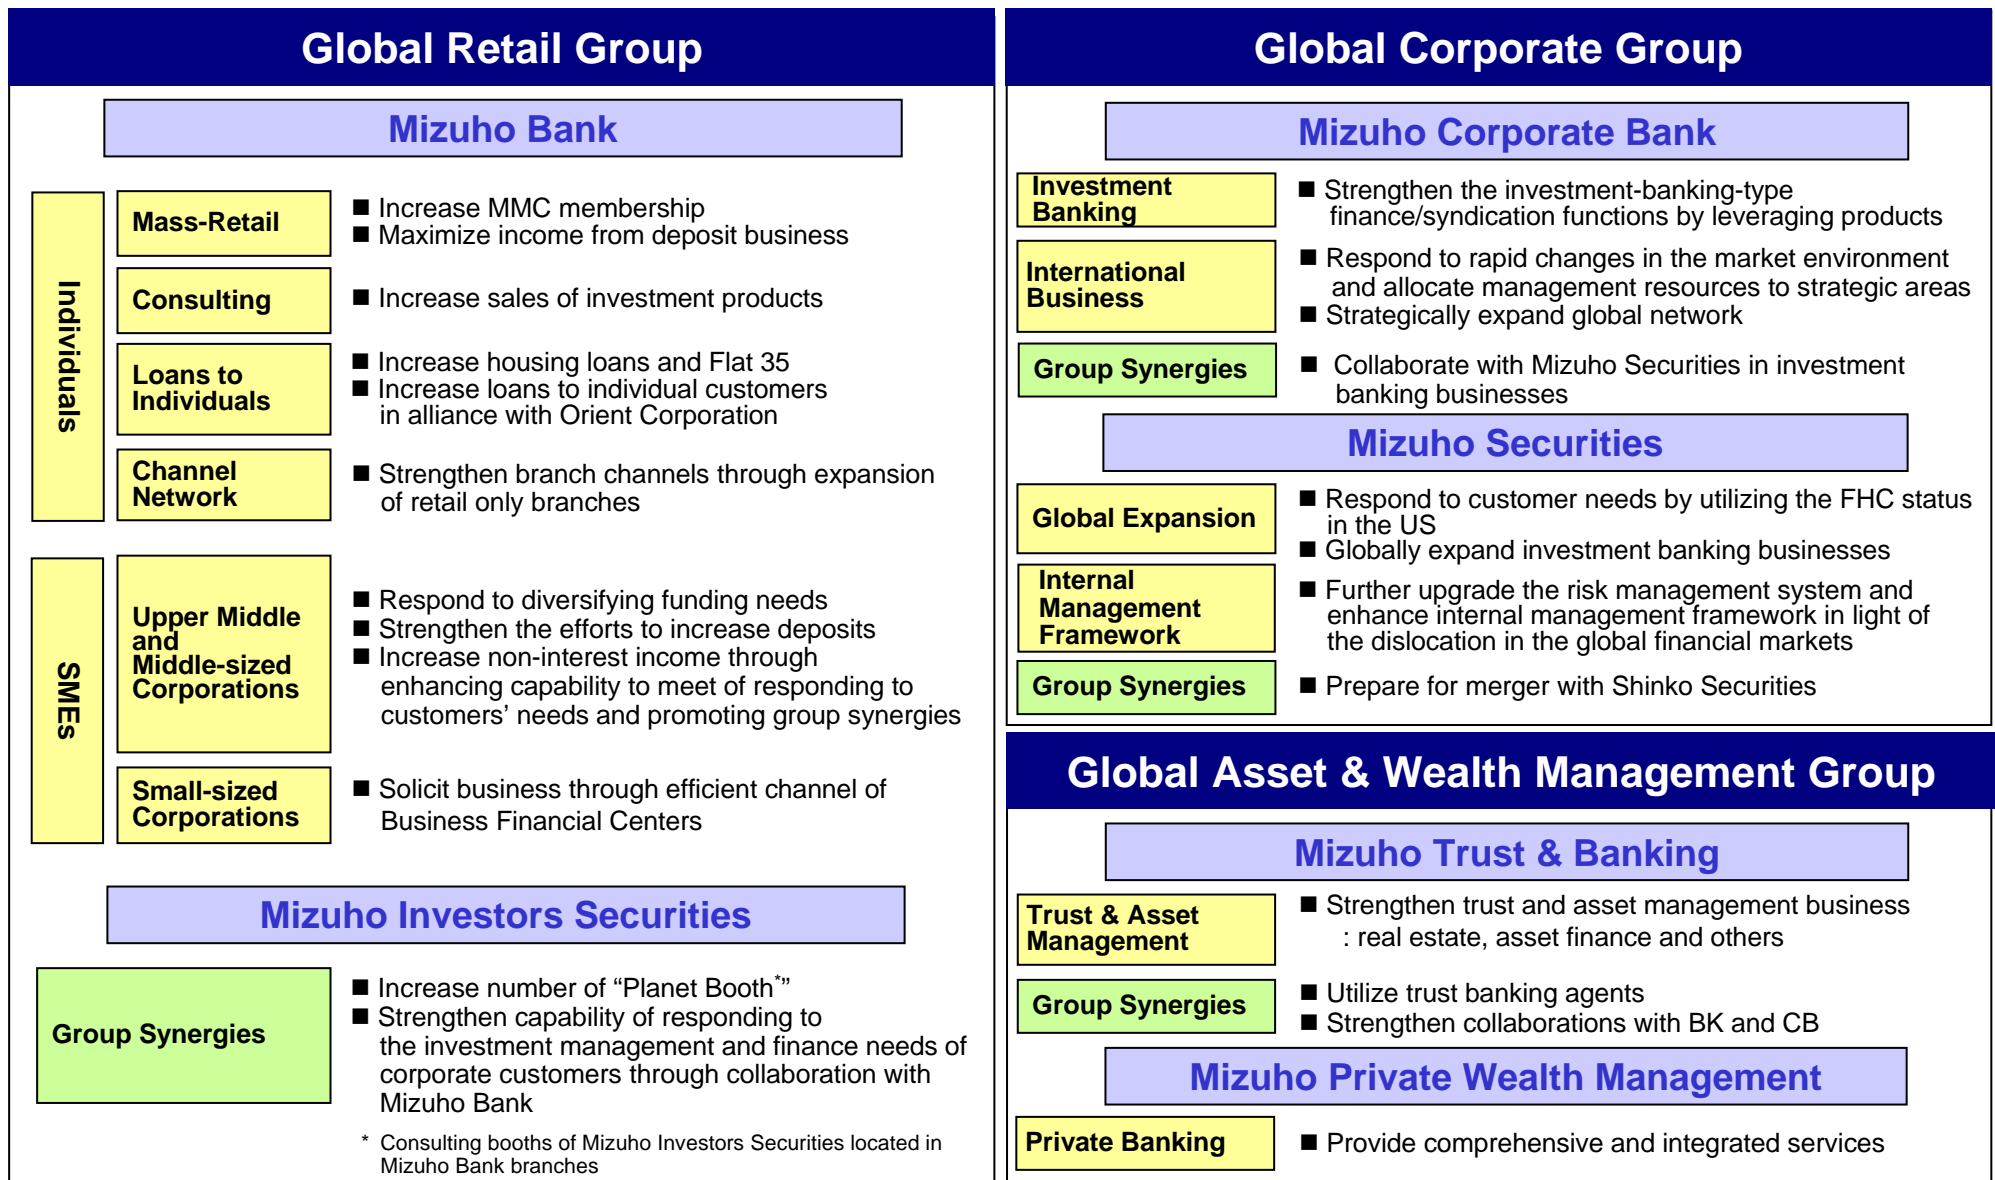 Global Retail Group
Mizuho Bank
Individuals
Mass-Retail
■ Increase MMC membership
■ Maximize income from deposit business
Consulting
■ Increase sales of investment products
Loans to
Individuals
■ Increase housing loans and Flat 35
■ Increase loans to individual customers
in alliance with Orient Corporation
Channel
Network
■ Strengthen branch channels through expansion
of retail only branches
SMEs
Upper Middle
and
Middle-sized
Corporations
■ Respond to diversifying funding needs
■ Strengthen the efforts to increase deposits
■ Increase non-interest income through
enhancing capability to meet of responding to
customers’ needs and promoting group synergies
Small-sized
Corporations
■ Solicit business through efficient channel of
Business Financial Centers
Mizuho Investors Securities
Group Synergies
■ Increase number of “Planet Booth*”
■ Strengthen capability of responding to
the investment management and finance needs of
corporate customers through collaboration with
Mizuho Bank
* Consulting booths of Mizuho Investors Securities located in
Mizuho Bank branches
Global Corporate Group
Mizuho Corporate Bank
Investment
Banking
■ Strengthen the investment-banking-type
finance/syndication functions by leveraging products
International
Business
■ Respond to rapid changes in the market environment
and allocate management resources to strategic areas
■ Strategically expand global network
Group Synergies
■ Collaborate with Mizuho Securities in investment
banking businesses
Mizuho Securities
Global Expansion
■ Respond to customer needs by utilizing the FHC status
in the US
■ Globally expand investment banking businesses
Internal
Management
Framework
■ Further upgrade the risk management system and
enhance internal management framework in light of
the dislocation in the global financial markets
Group Synergies
■ Prepare for merger with Shinko Securities
Global Asset & Wealth Management Group
Mizuho Trust & Banking
Trust & Asset
Management
■ Strengthen trust and asset management business
: real estate, asset finance and others
Group Synergies
■ Utilize trust banking agents
■ Strengthen collaborations with BK and CB
Mizuho Private Wealth Management
Private Banking
■ Provide comprehensive and integrated services